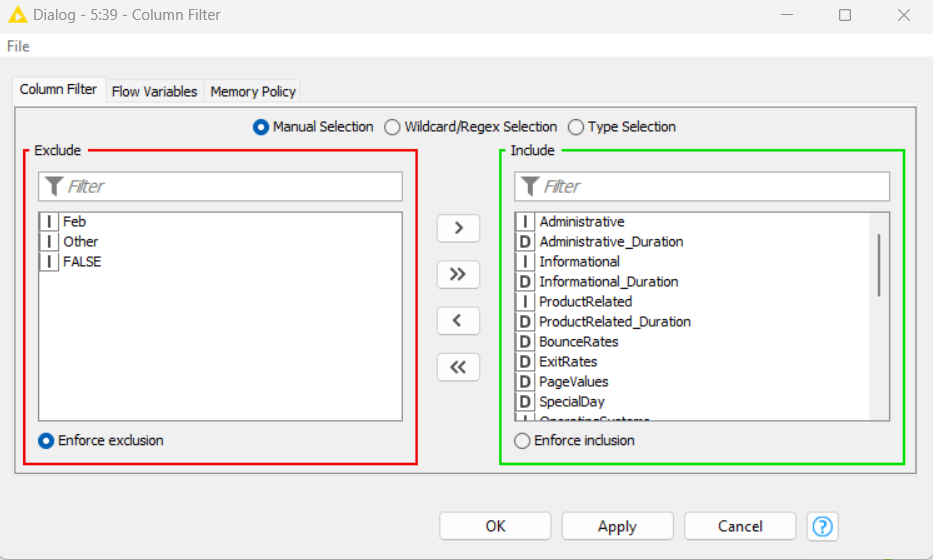 Dialog - 5:39 - Column Filter
File
Column Filter Flow Variables Memory Policy
Manual Selection Wildcard/Regex Selection Type Selection
Exclude
Filter
I Feb
I Other
I FALSE
Enforce exclusion
>
>>
<
<<
Include
Filter
I Administrative
D Administrative_Duration
I Informational
D Informational_Duration
I ProductRelated
D ProductRelated_Duration
D BounceRates
D ExitRates
D PageValues
D SpecialDay
I OperatingSystems
Enforce inclusion
OK Apply Cancel ?